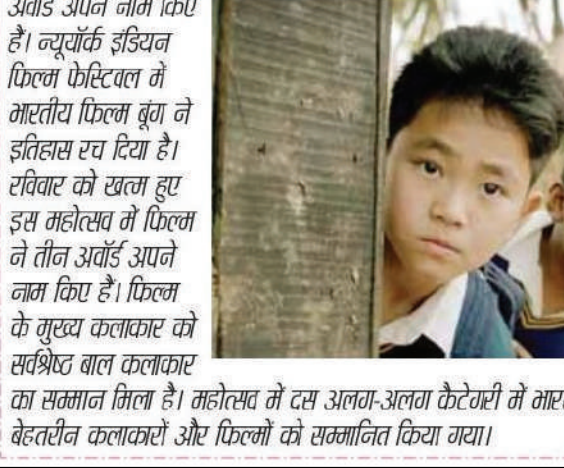 अवॉर्ड अपने नाम किए
हैं। न्यूयॉर्क इंडियन
फिल्म फेस्टिवल में
भारतीय फिल्म बूंग ने
इतिहास रच दिया है।
रविवार को खत्म हुए
इस महोत्सव में फिल्म
ने तीन अवॉर्ड अपने
नाम किए हैं। फिल्म
के मुख्य कलाकार को
सर्वश्रेष्ठ बाल कलाकार
का सम्मान मिला है। महोत्सव में दस अलग-अलग कैटेगरी में
बेहतरीन कलाकारों और फिल्मों को सम्मानित किया गया।